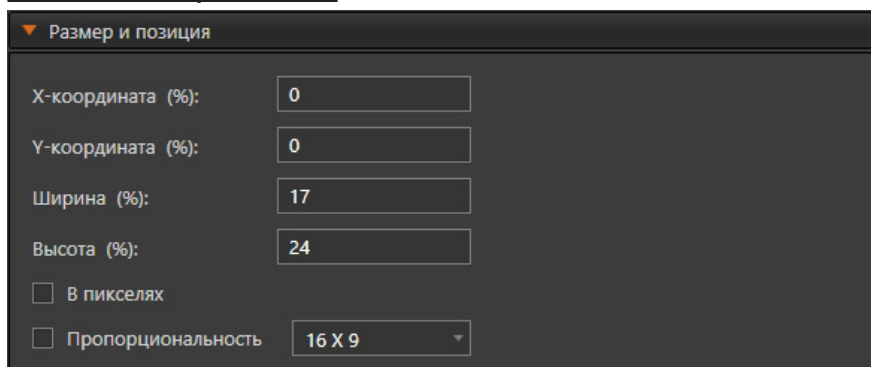 Размер и позиция
X-координата (%): 0
Y-координата (%): 0
Ширина (%): 17
Высота (%): 24
В пикселях
Пропорциональность 16 X 9